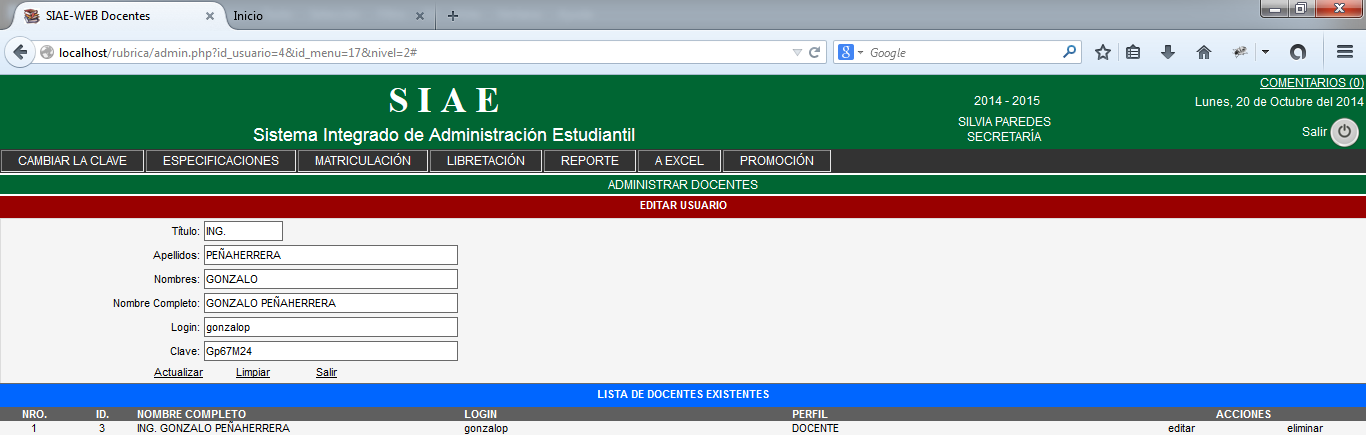 SIAE-WEB Docentes
Inicio
localhost/rubrica/admin.php?id_usuario=4&id_menu=17&nivel=2#
Google
COMENTARIOS (0)
S I A E
2014 - 2015
Lunes, 20 de Octubre del 2014
SILVIA PAREDES
Sistema Integrado de Administración Estudiantil
SECRETARÍA
Salir
CAMBIAR LA CLAVE ESPECIFICACIONES MATRICULACIÓN LIBRETACIÓN REPORTE A EXCEL PROMOCIÓN
ADMINISTRAR DOCENTES
EDITAR USUARIO
Título: ING.
Apellidos: PEÑAHERRERA
Nombres: GONZALO
Nombre Completo: GONZALO PEÑAHERRERA
Login: gonzalop
Clave: Gp67M24
Actualizar Limpiar Salir
LISTA DE DOCENTES EXISTENTES
NRO. ID. NOMBRE COMPLETO LOGIN PERFIL ACCIONES
1 3 ING. GONZALO PEÑAHERRERA gonzalop DOCENTE editar eliminar